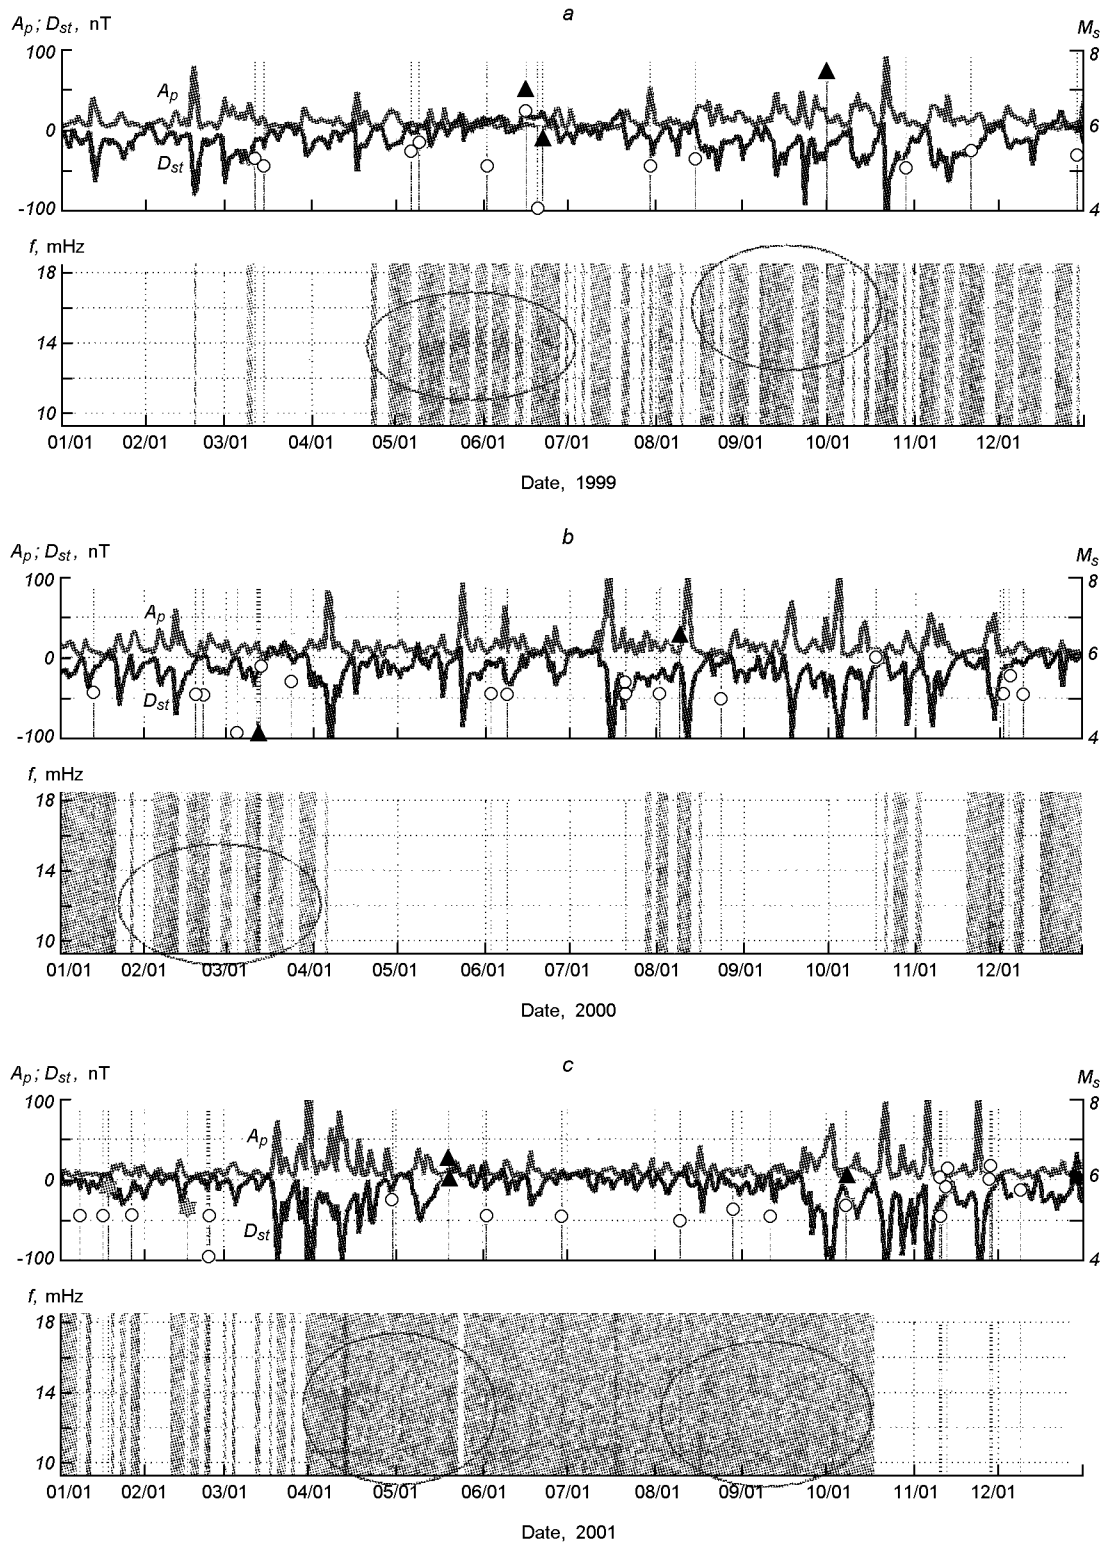 a
Ap; Dst, nT Ms
100 8
Ap
0 6
Dst
-100 4
f, mHz
18
14
10
01/01 02/01 03/01 04/01 05/01 06/01 07/01 08/01 09/01 10/01 11/01 12/01
Date, 1999
b
Ap; Dst, nT Ms
100 8
Ap
0 6
Dst
-100 4
f, mHz
18
14
10
01/01 02/01 03/01 04/01 05/01 06/01 07/01 08/01 09/01 10/01 11/01 12/01
Date, 2000
c
Ap; Dst, nT Ms
100 8
Ap
0 6
Dst
-100 4
f, mHz
18
14
10
01/01 02/01 03/01 04/01 05/01 06/01 07/01 08/01 09/01 10/01 11/01 12/01
Date, 2001